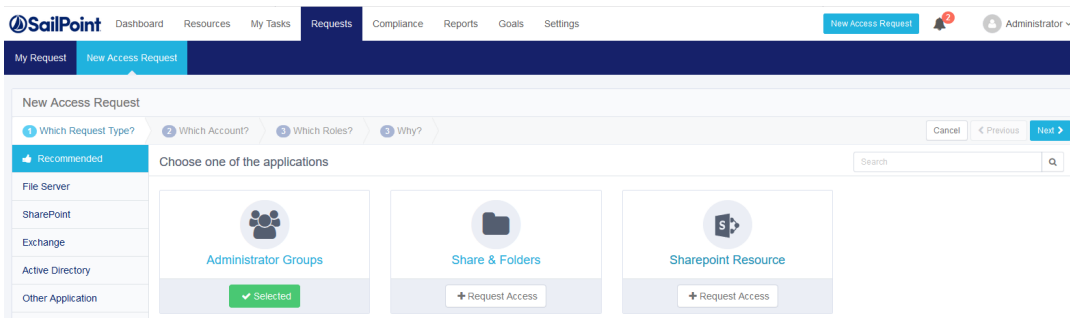 SailPoint Dashboard Resources My Tasks Requests Compliance Reports Goals Settings New Access Request 2 Administrator
My Request New Access Request
New Access Request
1 Which Request Type? 2 Which Account? 3 Which Roles? 3 Why? Cancel Previous Next
Recommended
Choose one of the applications
Search
File Server
SharePoint
Exchange
Active Directory
Other Application
Administrator Groups
Selected
Share & Folders
+ Request Access
S
Sharepoint Resource
+ Request Access